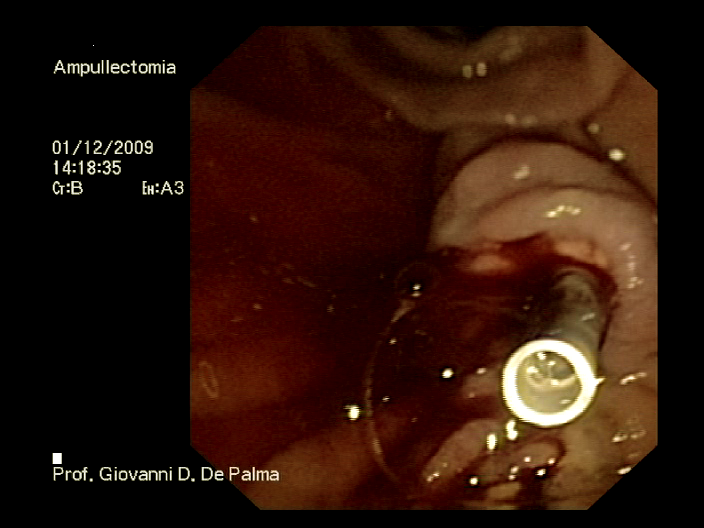 Ampullectomia
01/12/2009
14:18:35
Cr:B Eh:A3
Prof. Giovanni D. De Palma